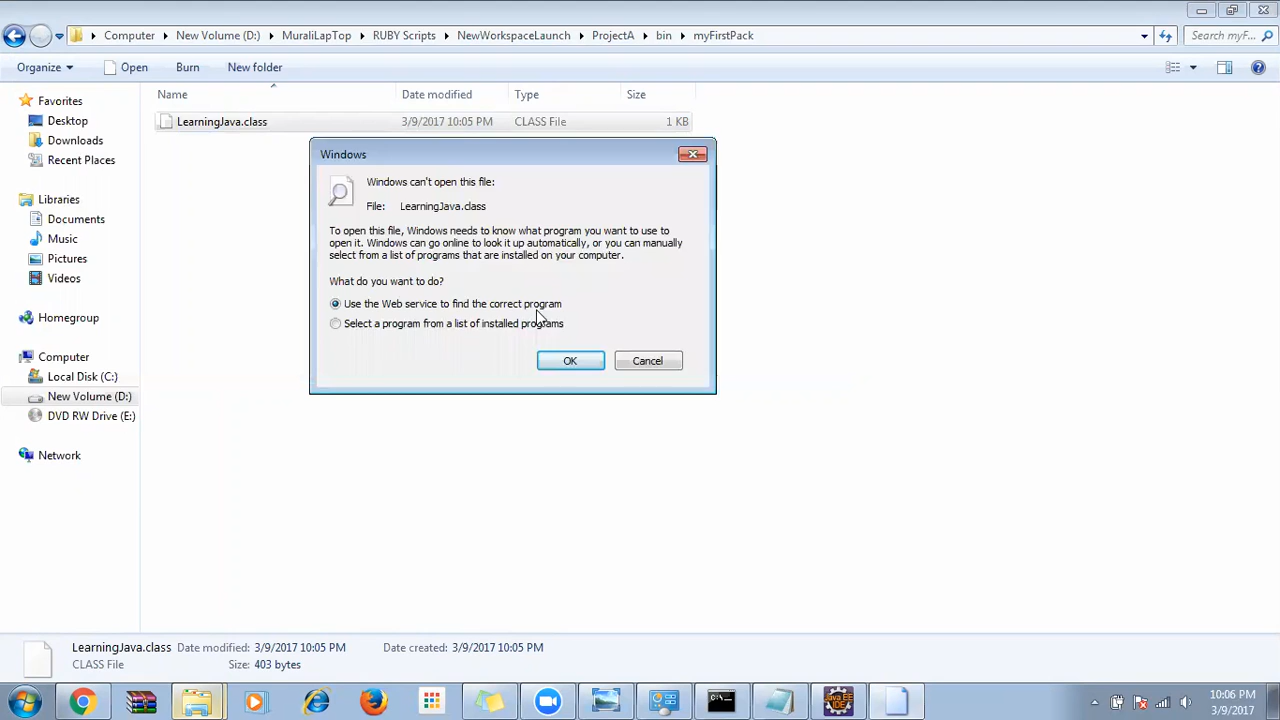 Computer
New Volume (D:)
MuraliLapTop
RUBY Scripts
NewWorkspaceLaunch
ProjectA
bin
myFirstPack
Search myF...
Organize
Open
Burn
New folder
Name
Date modified
Type
Size
Favorites
Desktop
Downloads
Recent Places
Libraries
Documents
Music
Pictures
Videos
Homegroup
Computer
Local Disk (C:)
New Volume (D:)
DVD RW Drive (E:)
Network
LearningJava.class
3/9/2017 10:05 PM
CLASS File
1 KB
Windows
Windows can't open this file:
File: LearningJava.class
To open this file, Windows needs to know what program you want to use to
open it. Windows can go online to look it up automatically, or you can manually
select from a list of programs that are installed on your computer.
What do you want to do?
Use the Web service to find the correct program
Select a program from a list of installed programs
OK
Cancel
LearningJava.class
Date modified: 3/9/2017 10:05 PM
Date created: 3/9/2017 10:05 PM
CLASS File
Size: 403 bytes
Java EE
IDE
10:06 PM
3/9/2017